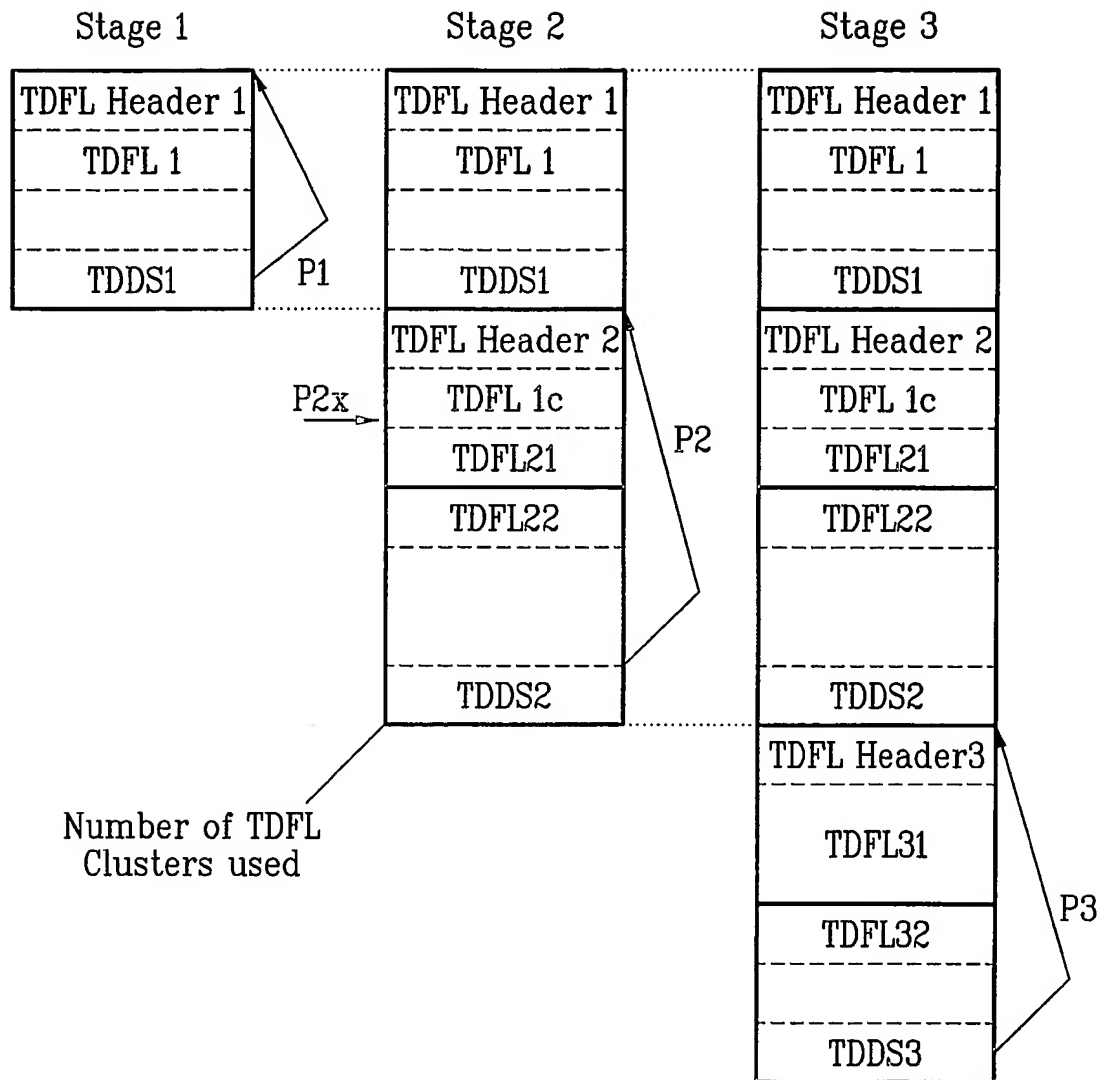 Stage 1
Stage 2
Stage 3
TDFL Header 1
TDFL 1
TDDS1
P1
TDFL Header 1
TDFL 1
TDDS1
TDFL Header 2
P2x
TDFL 1c
TDFL21
P2
TDFL22
TDDS2
Number of TDFL
Clusters used
TDFL Header 1
TDFL 1
TDDS1
TDFL Header 2
TDFL 1c
TDFL21
TDFL22
TDDS2
TDFL Header3
TDFL31
P3
TDFL32
TDDS3